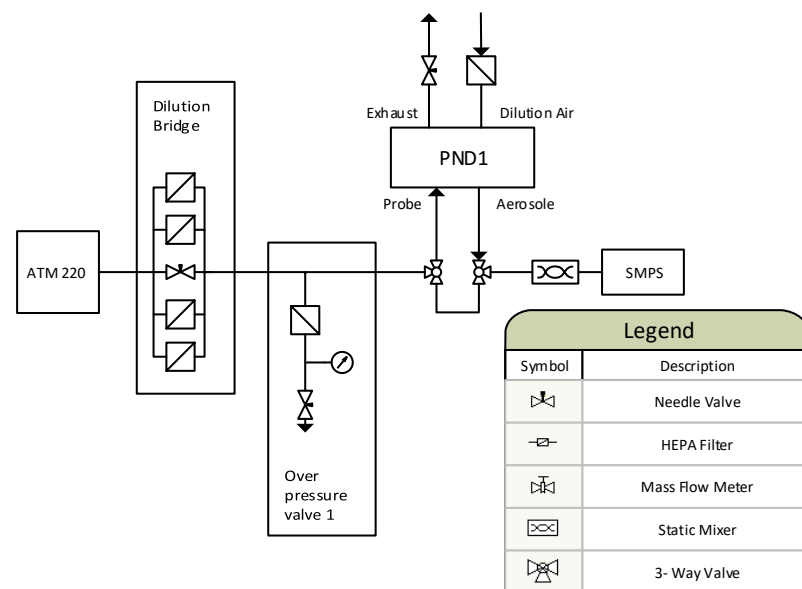 Dilution
Bridge
Exhaust
Dilution Air
PND1
Probe
Aerosole
ATM 220
SMPS
Over
pressure
valve 1
Legend
Symbol Description
Needle Valve
HEPA Filter
Mass Flow Meter
Static Mixer
3- Way Valve